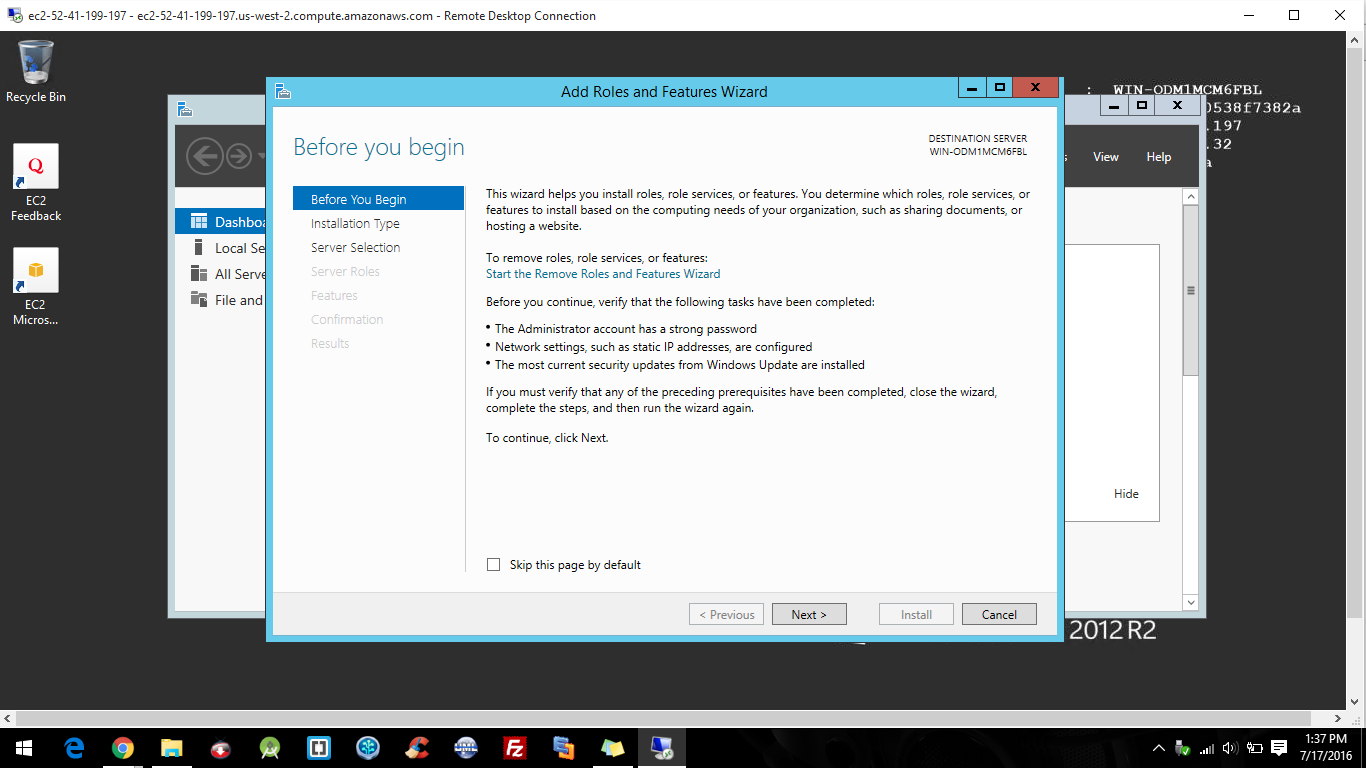 ec2-52-41-199-197 - ec2-52-41-199-197.us-west-2.compute.amazonaws.com - Remote Desktop Connection
Recycle Bin
EC2
Feedback
EC2
Micros...
: WIN-ODM1MCM6FBL
0538f7382a
.197
.32
a
Add Roles and Features Wizard
X
X
View
Help
Dashboa
Local Se
All Serve
File and
Before you begin
DESTINATION SERVER
WIN-ODM1MCM6FBL
Before You Begin
Installation Type
Server Selection
Server Roles
Features
Confirmation
Results
This wizard helps you install roles, role services, or features. You determine which roles, role services, or
features to install based on the computing needs of your organization, such as sharing documents, or
hosting a website.
To remove roles, role services, or features:
Start the Remove Roles and Features Wizard
Before you continue, verify that the following tasks have been completed:
• The Administrator account has a strong password
• Network settings, such as static IP addresses, are configured
• The most current security updates from Windows Update are installed
If you must verify that any of the preceding prerequisites have been completed, close the wizard,
complete the steps, and then run the wizard again.
To continue, click Next.
Hide
Skip this page by default
< Previous
Next >
Install
Cancel
2012 R2
1:37 PM
7/17/2016